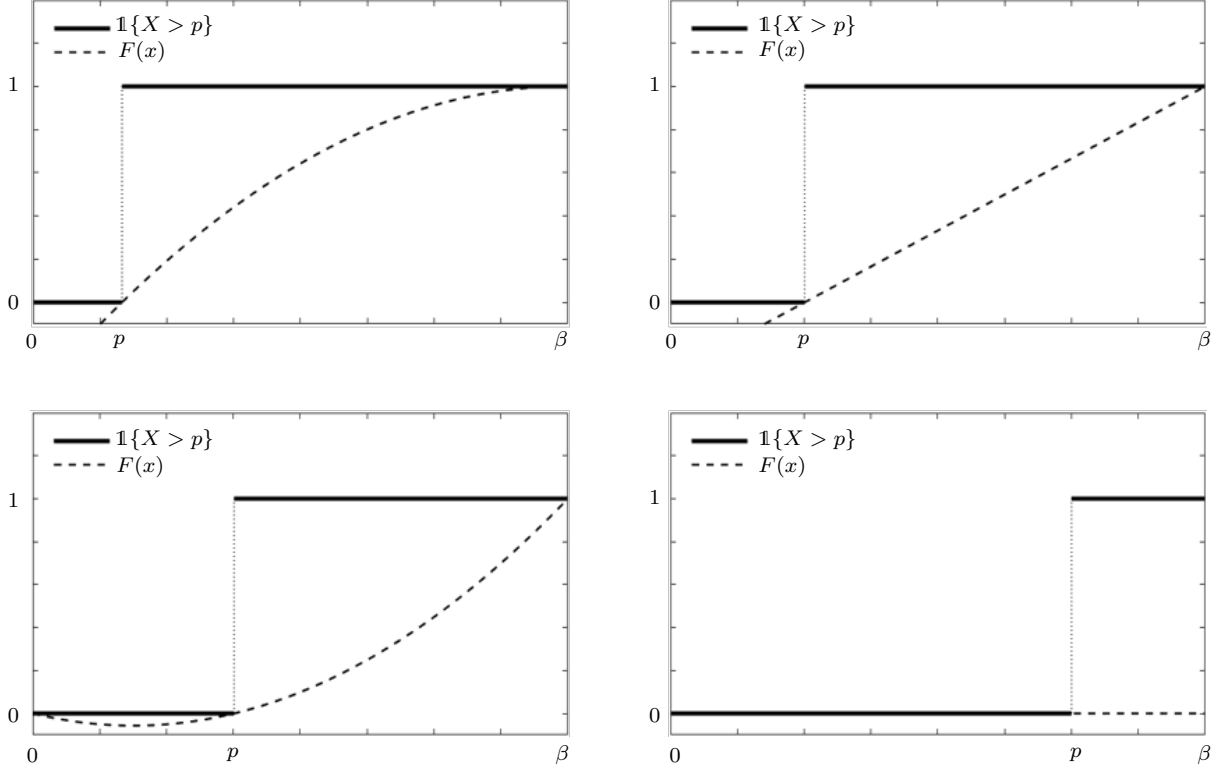 𝟙{X > p}
F(x)
1
0
0 p β
𝟙{X > p}
F(x)
1
0
0 p β
𝟙{X > p}
F(x)
1
0
0 p β
𝟙{X > p}
F(x)
1
0
0 p β